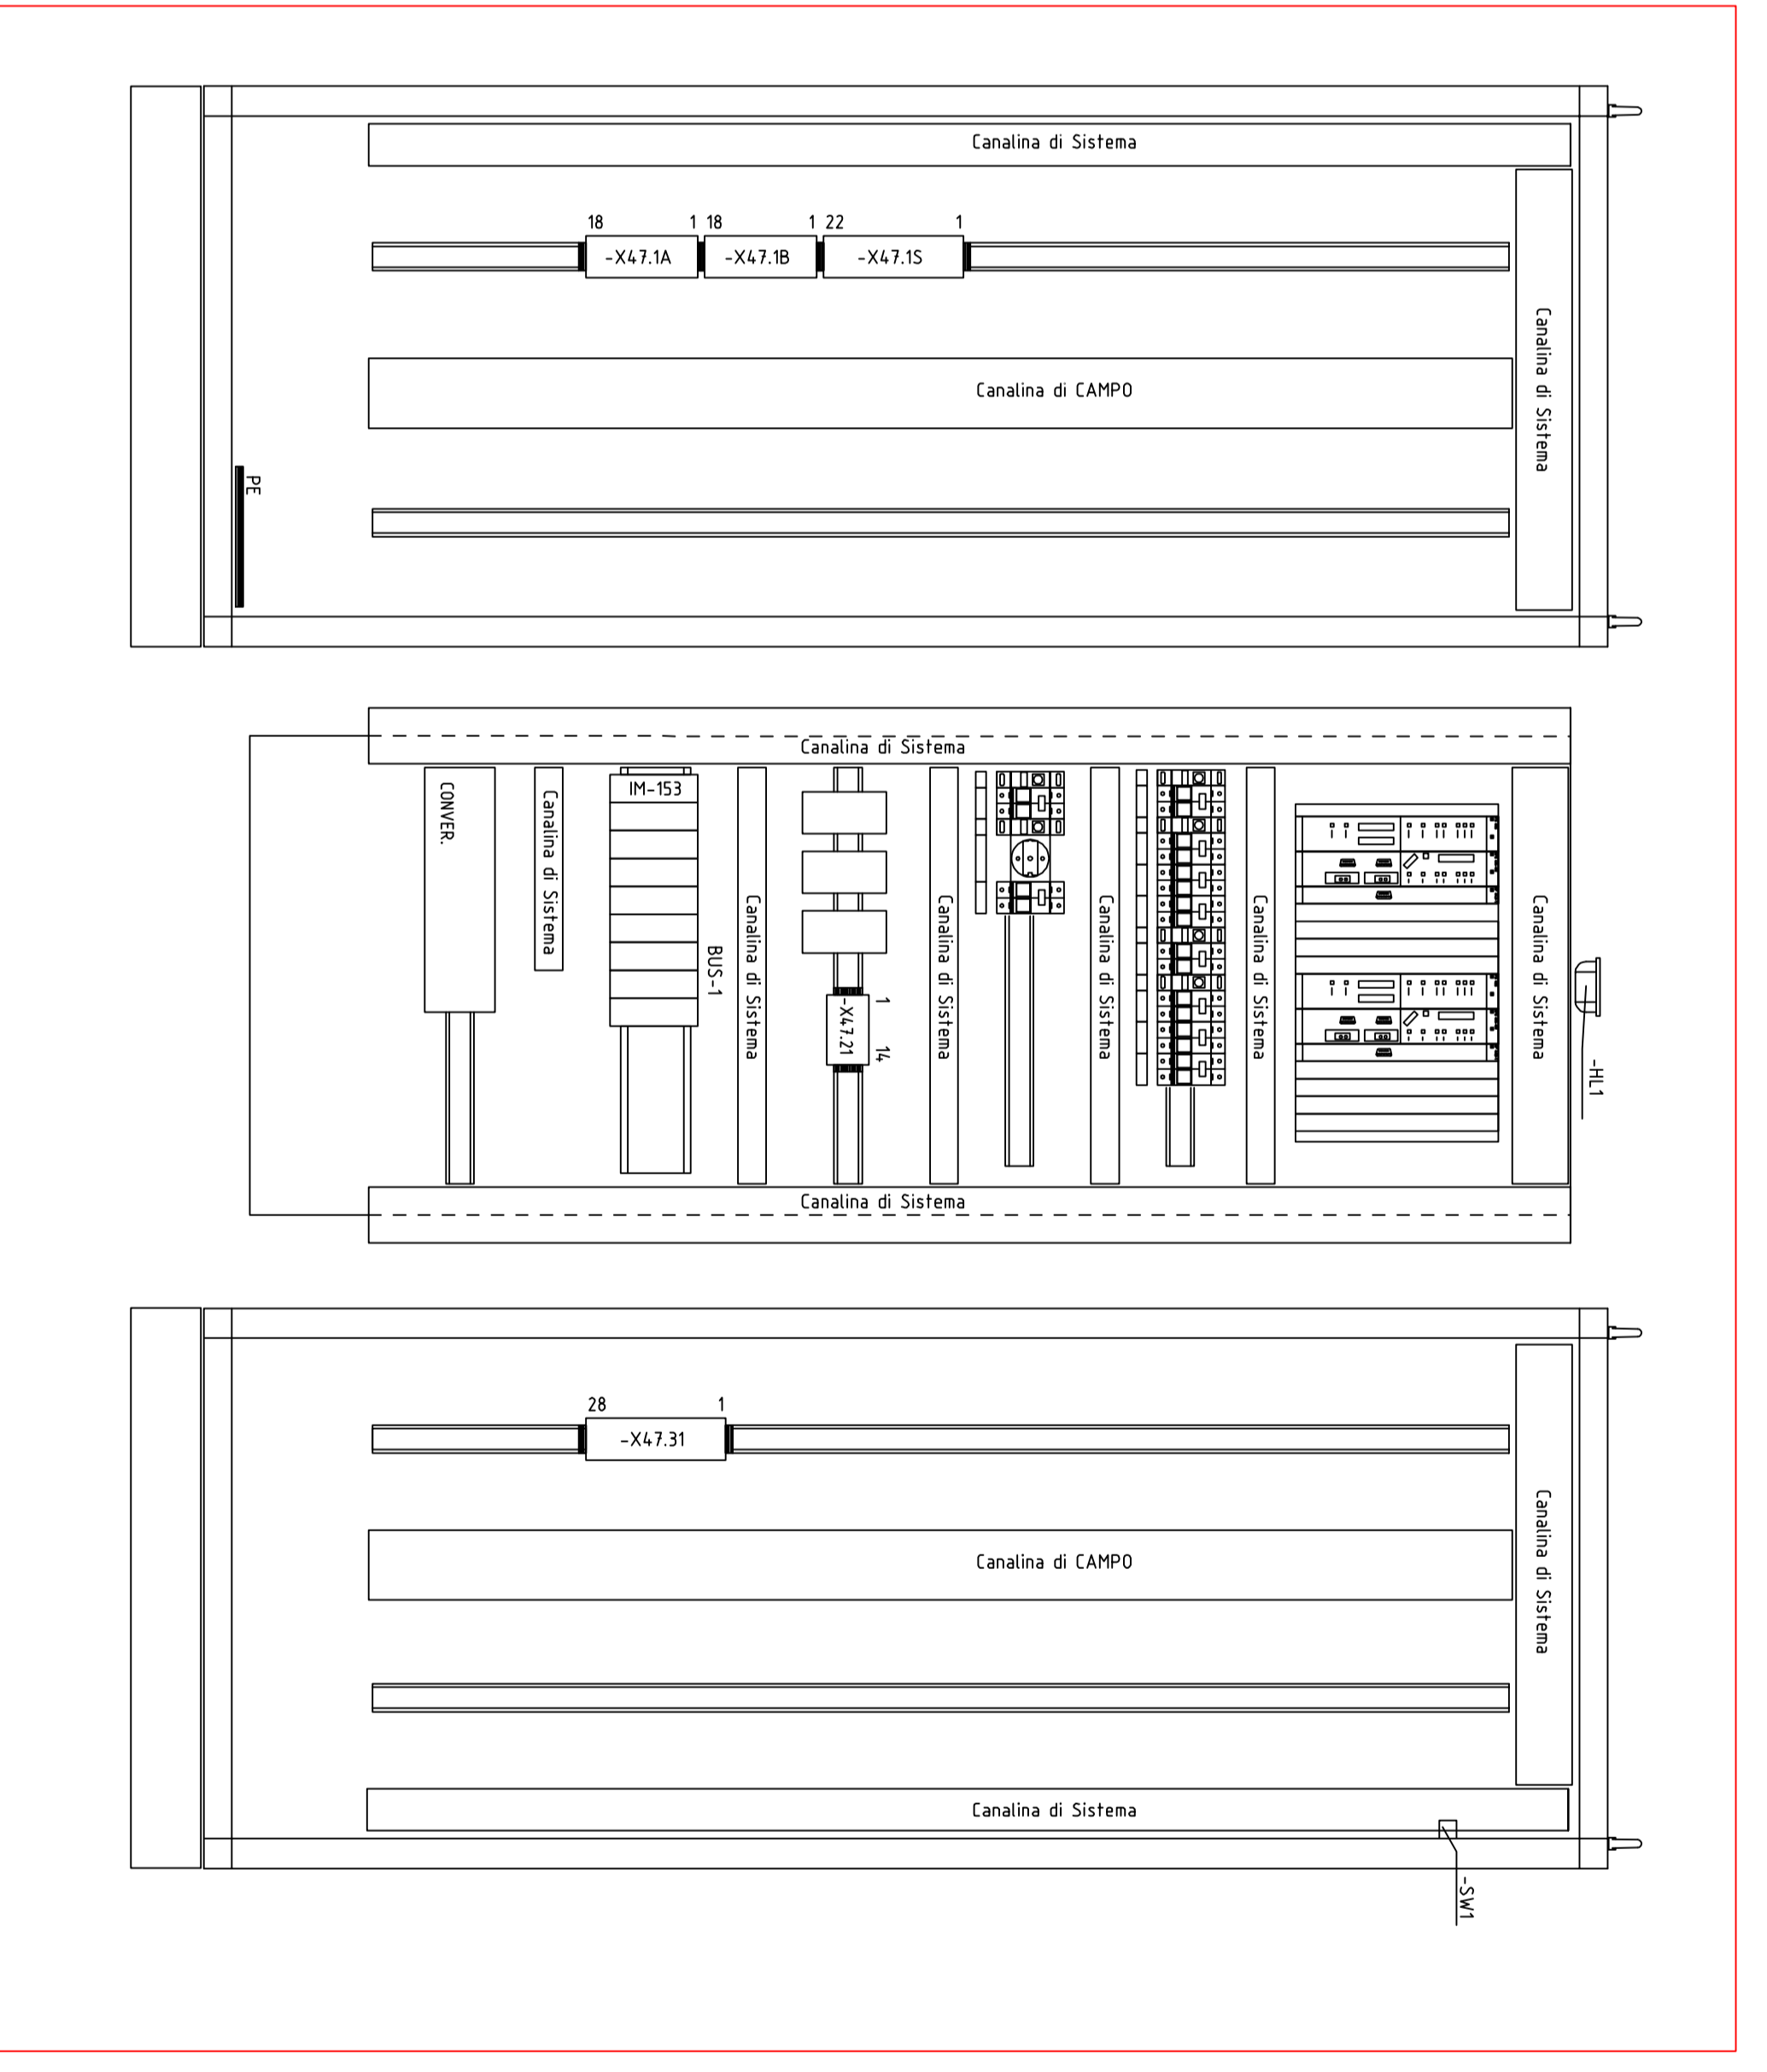 Canalina di Sistema
18
1
18
1
22
1
-X47.1A
-X47.1B
-X47.1S
Canalina di Sistema
Canalina di CAMPO
PE
Canalina di Sistema
CONVER.
Canalina di Sistema
IM-153
BUS-1
Canalina di Sistema
-X47.21
1
14
Canalina di Sistema
Canalina di Sistema
Canalina di Sistema
Canalina di Sistema
-HL1
Canalina di Sistema
28
1
-X47.31
Canalina di Sistema
Canalina di CAMPO
Canalina di Sistema
-SW1